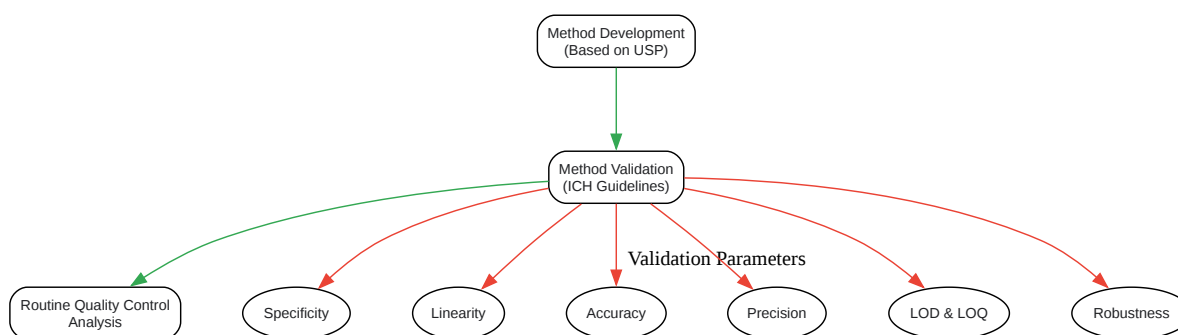 Method Development
(Based on USP)
Method Validation
(ICH Guidelines)
Validation Parameters
Routine Quality Control
Analysis
Specificity
Linearity
Accuracy
Precision
LOD & LOQ
Robustness